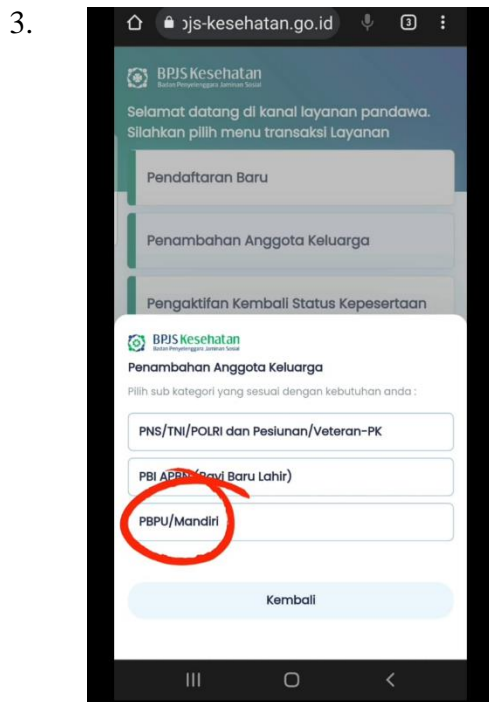 3.
ojs-kesehatan.go.id 3
BPJS Kesehatan
Badan Penyelenggara Jaminan Sosial
Selamat datang di kanal layanan pandawa.
Silahkan pilih menu transaksi Layanan
Pendaftaran Baru
Penambahan Anggota Keluarga
Pengaktifan Kembali Status Kepesertaan
BPJS Kesehatan
Badan Penyelenggara Jaminan Sosial
Penambahan Anggota Keluarga
Pilih sub kategori yang sesuai dengan kebutuhan anda :
PNS/TNI/POLRI dan Pesiunan/Veteran-PK
PBI APBN (Bayi Baru Lahir)
PBPU/Mandiri
Kembali